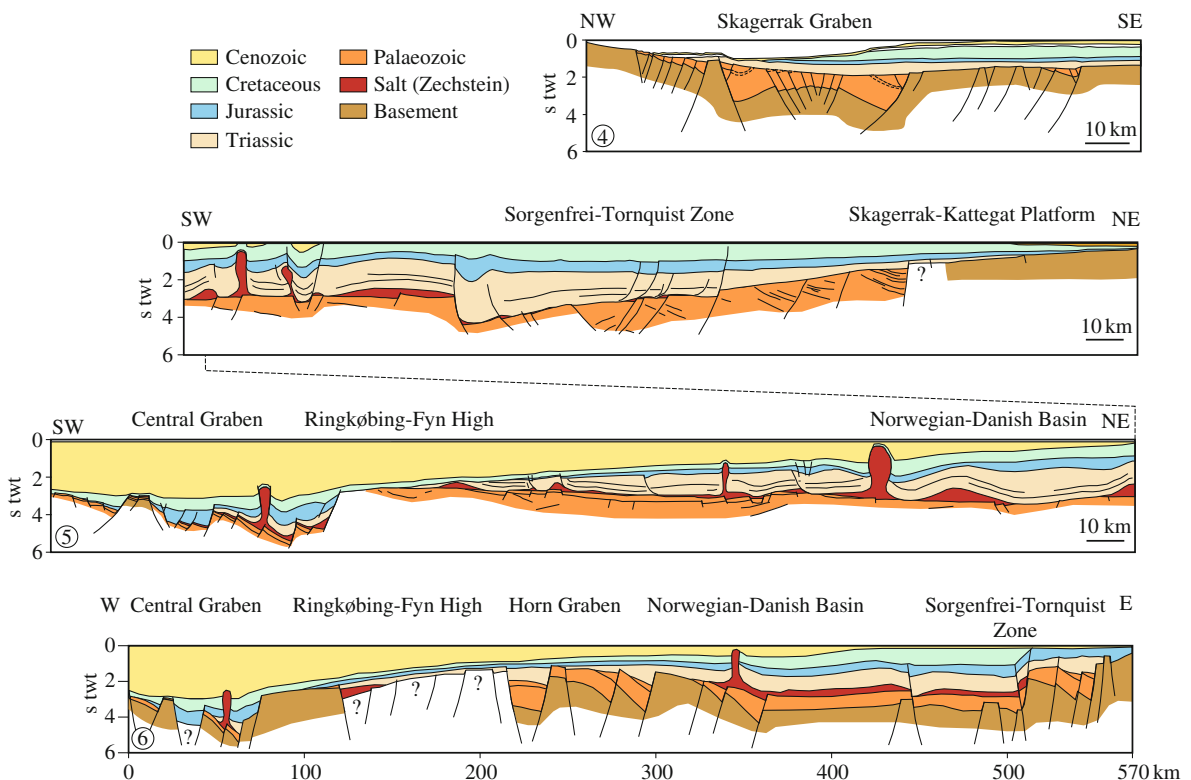 NW Skagerrak Graben SE
Cenozoic
Cretaceous
Jurassic
Triassic
Palaeozoic
Salt (Zechstein)
Basement
0
2
4
6
s twt
4
10 km
SW Sorgenfrei-Tornquist Zone Skagerrak-Kattegat Platform NE
0
2
4
6
s twt
?
10 km
SW Central Graben Ringkøbing-Fyn High Norwegian-Danish Basin NE
0
2
4
6
s twt
5
10 km
W Central Graben Ringkøbing-Fyn High Horn Graben Norwegian-Danish Basin Sorgenfrei-Tornquist Zone E
0
2
4
6
s twt
6
? ? ? ?
0 100 200 300 400 500 570 km